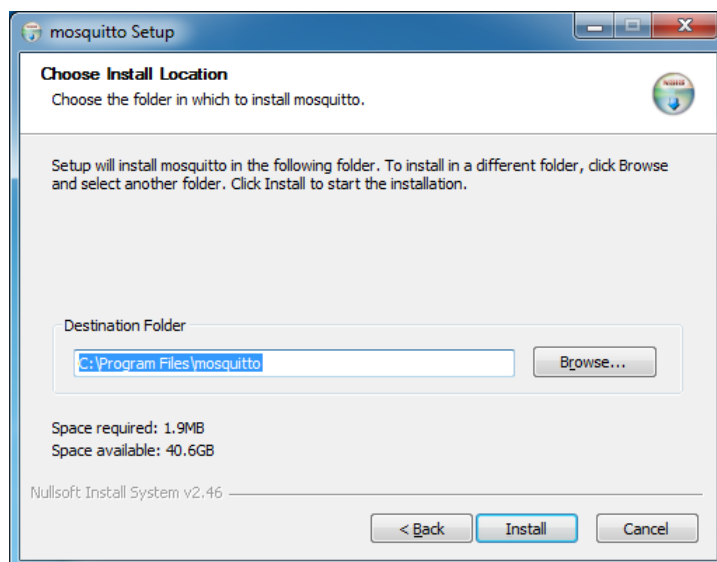 mosquitto Setup
Choose Install Location
Choose the folder in which to install mosquitto.
Setup will install mosquitto in the following folder. To install in a different folder, click Browse
and select another folder. Click Install to start the installation.
Destination Folder
C:\Program Files\mosquitto
Browse...
Space required: 1.9MB
Space available: 40.6GB
Nullsoft Install System v2.46
< Back
Install
Cancel